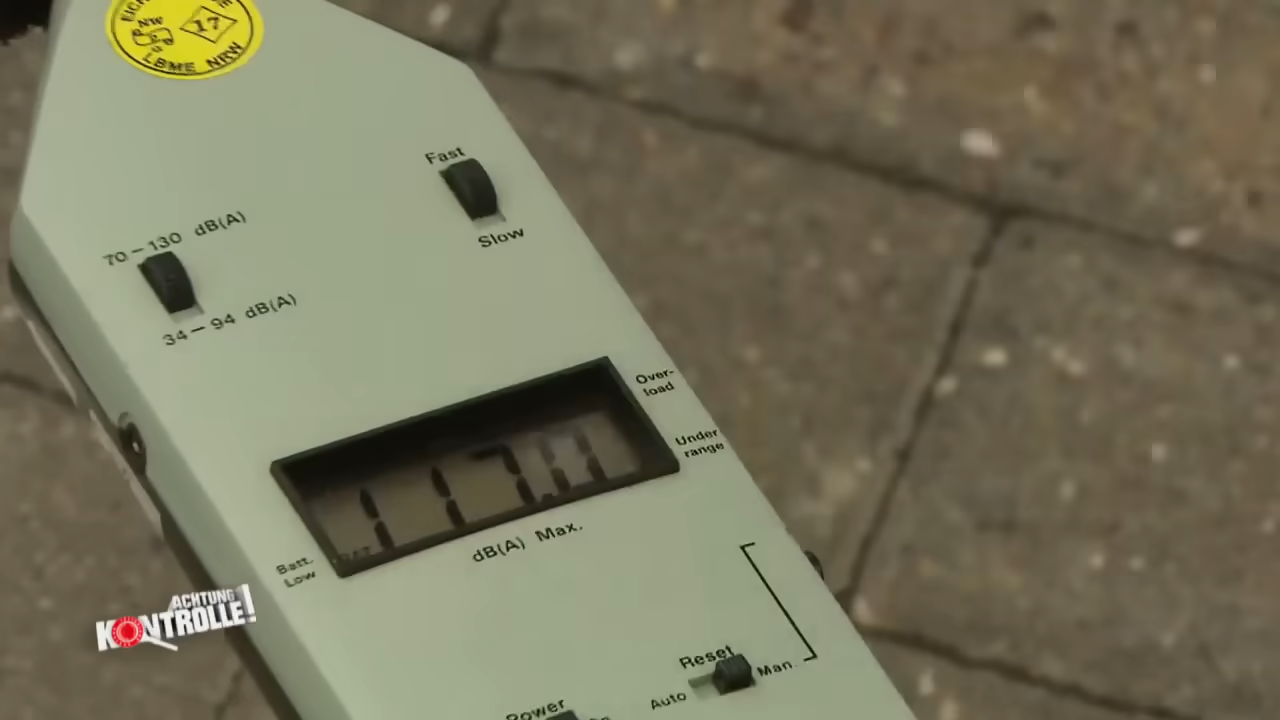 NW
17
LBME NRW
Fast
Slow
70–130 dB(A)
34–94 dB(A)
Over-
load
Under
range
117.0
dB(A) Max.
Batt.
Low
ACHTUNG
KONTROLLE!
Reset
Man.
Auto
Power